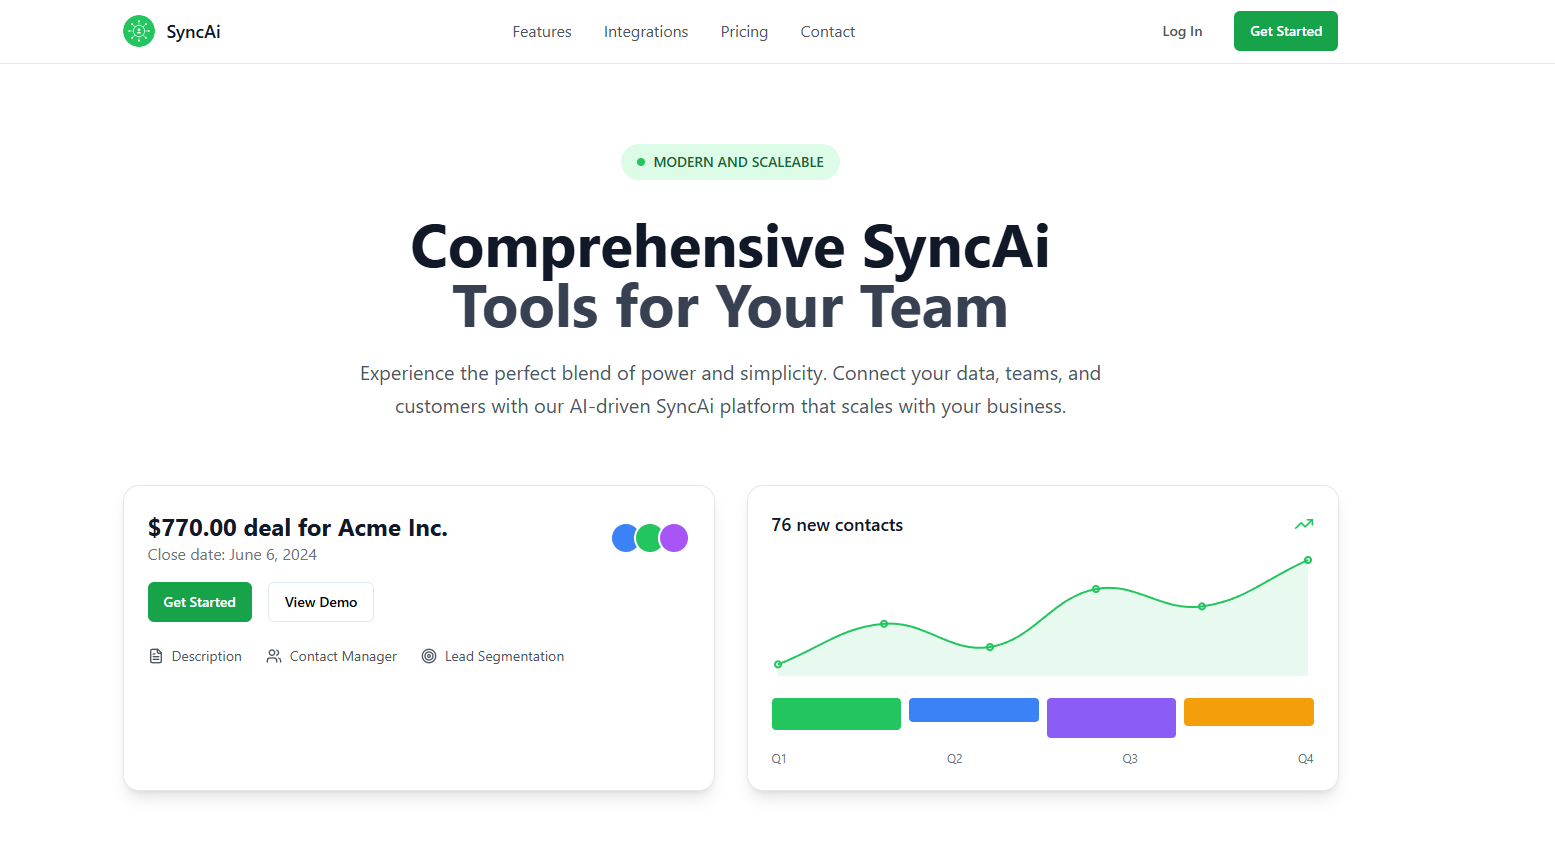 SyncAi
Features
Integrations
Pricing
Contact
Log In
Get Started
MODERN AND SCALEABLE
Comprehensive SyncAi
Tools for Your Team
Experience the perfect blend of power and simplicity. Connect your data, teams, and
customers with our AI-driven SyncAi platform that scales with your business.
$770.00 deal for Acme Inc.
Close date: June 6, 2024
Get Started
View Demo
Description
Contact Manager
Lead Segmentation
76 new contacts
Q1
Q2
Q3
Q4